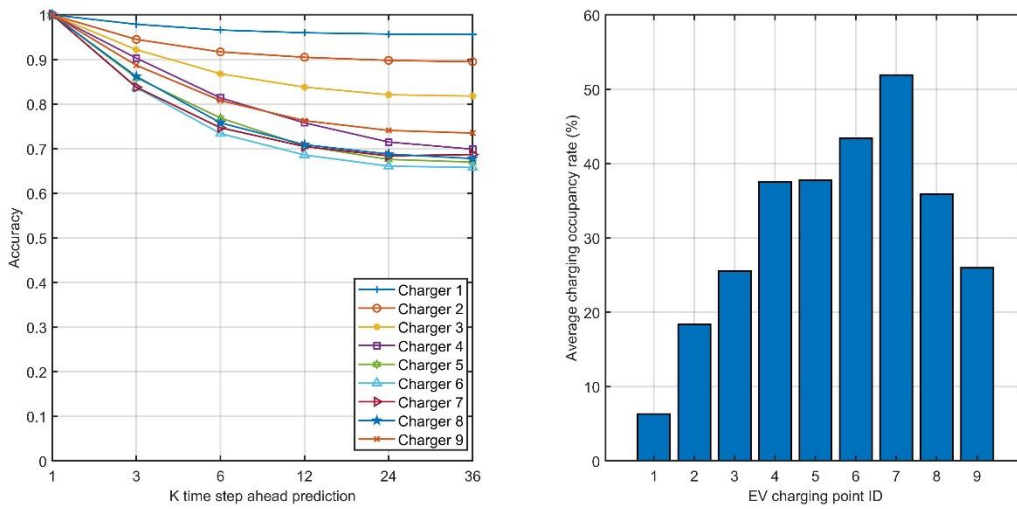 1
0.9
0.8
0.7
0.6
0.5
0.4
0.3
0.2
0.1
0
Accuracy
Charger 1
Charger 2
Charger 3
Charger 4
Charger 5
Charger 6
Charger 7
Charger 8
Charger 9
1 3 6 12 24 36
K time step ahead prediction
60
50
40
30
20
10
0
Average charging occupancy rate (%)
1 2 3 4 5 6 7 8 9
EV charging point ID